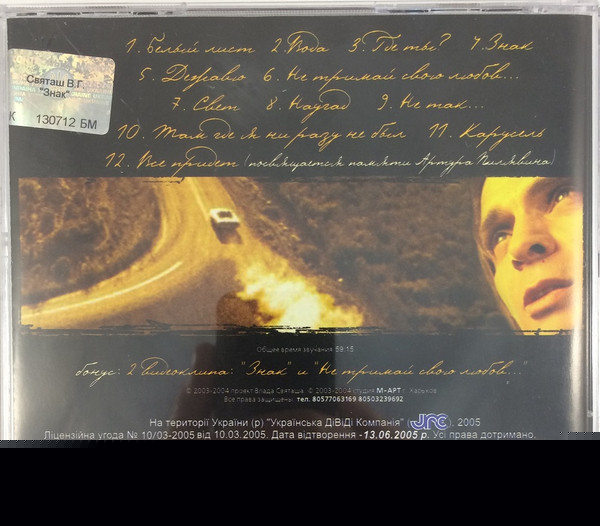 1. Белый лист 2. Вода 3. Где ты? 4. Знак
5. Дежавю 6. Не тримай свою любов...
7. Свет 8. Наугад 9. Не так...
10. Там где я ни разу не был 11. Карусель
12. Все придет (посвящается памяти Артура Пилявина)
Святаш В.Г.
"Знак"
К 130712 БМ
Общее время звучания 59:15
бонус: 2 видеоклипа: "Знак" и "Не тримай свою любов..."
© 2003-2004 проект Влада Святаша, © 2003-2004 студия М-АРТ г. Харьков
Все права защищены. тел. 80577063169 80503239692
На території України (р) "Українська ДіВіДі Компанія" (JRC), 2005
Ліцензійна угода № 10/03-2005 від 10.03.2005. Дата відтворення -13.06.2005 р. Усі права дотримано.